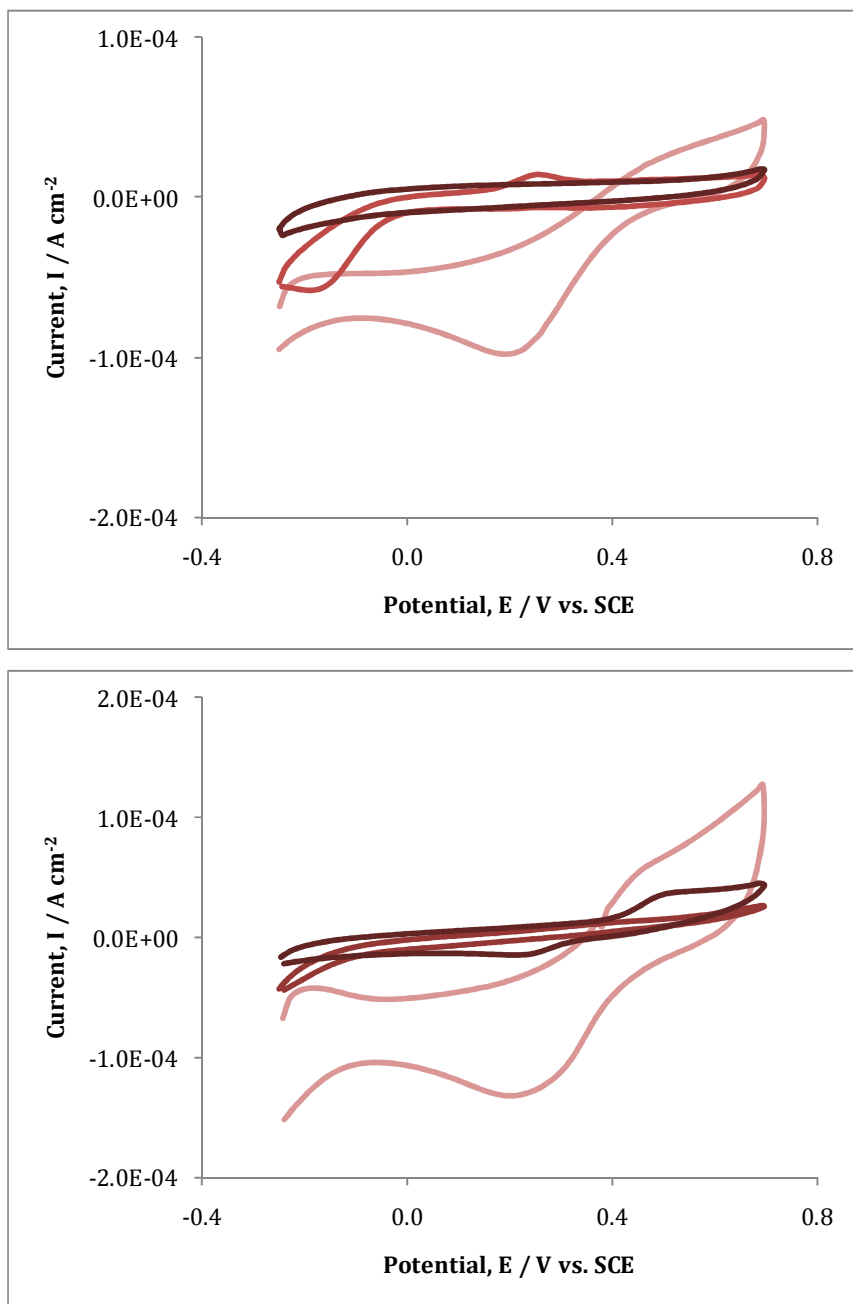 1.0E-04
0.0E+00
-1.0E-04
-2.0E-04
Current, I / A cm-2
-0.4 0.0 0.4 0.8
Potential, E / V vs. SCE
2.0E-04
1.0E-04
0.0E+00
-1.0E-04
-2.0E-04
Current, I / A cm-2
-0.4 0.0 0.4 0.8
Potential, E / V vs. SCE